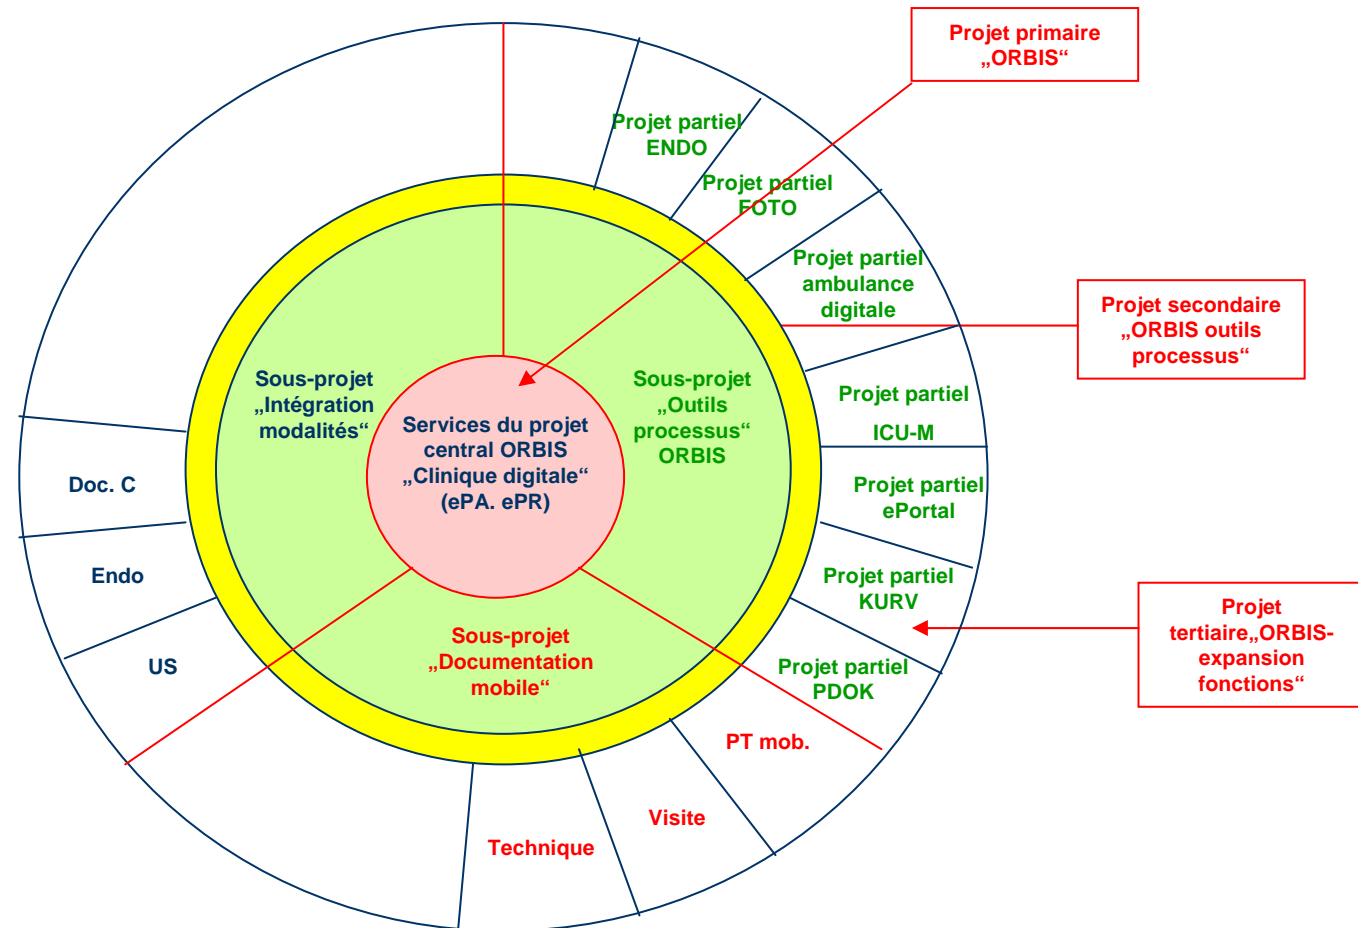 Projet primaire
„ORBIS“
Projet partiel
ENDO
Projet partiel
FOTO
Projet partiel
ambulance
digitale
Projet secondaire
„ORBIS outils
processus“
Sous-projet
„Intégration
modalités“
Sous-projet
„Outils
processus“
ORBIS
Services du projet
central ORBIS
„Clinique digitale“
(ePA. ePR)
Projet partiel
ICU-M
Doc. C
Projet partiel
ePortal
Endo
Projet partiel
KURV
Projet
tertiaire„ORBIS-
expansion
fonctions“
US
Sous-projet
„Documentation
mobile“
Projet partiel
PDOK
PT mob.
Visite
Technique